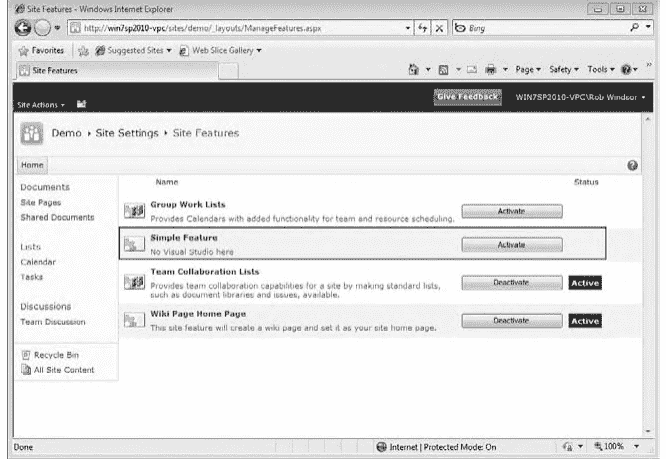 Site Features - Windows Internet Explorer
http://win7sp2010-vpc/sites/demo/_layouts/ManageFeatures.aspx
Bing
Favorites
Suggested Sites
Web Slice Gallery
Site Features
Page
Safety
Tools
Site Actions
Give Feedback
WIN7SP2010-VPC\Rob Windsor
Demo › Site Settings › Site Features
Home
Documents
Site Pages
Shared Documents
Lists
Calendar
Tasks
Discussions
Team Discussion
Recycle Bin
All Site Content
Name
Status
Group Work Lists
Provides Calendars with added functionality for team and resource scheduling.
Activate
Simple Feature
No Visual Studio here
Activate
Team Collaboration Lists
Provides team collaboration capabilities for a site by making standard lists,
such as document libraries and issues, available.
Deactivate
Active
Wiki Page Home Page
This site feature will create a wiki page and set it as your site home page.
Deactivate
Active
Done
Internet | Protected Mode: On
100%